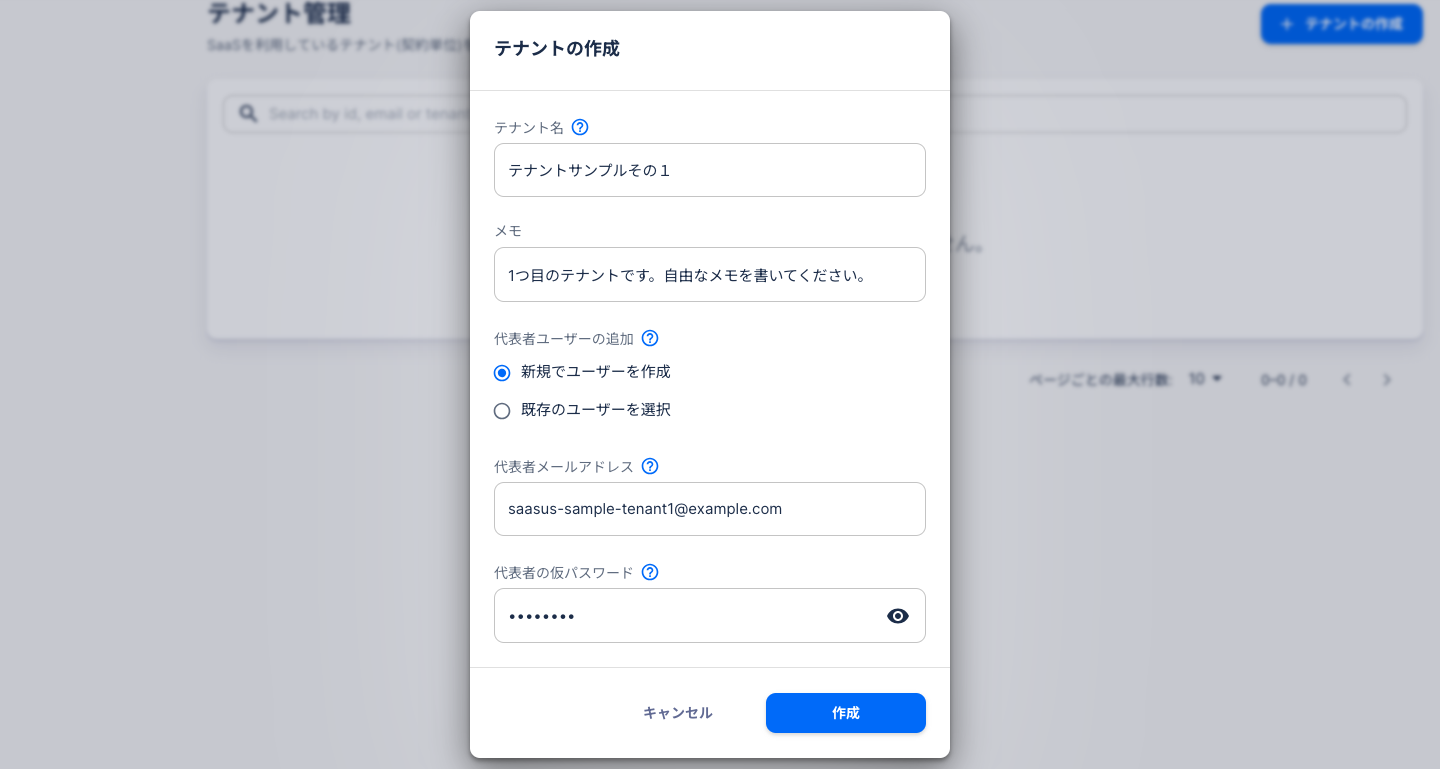 テナント管理
SaaSを利用しているテナント(契約単位)を
+ テナントの作成
Search by id, email or tenan
ません。
ページごとの最大行数:
10
0–0 / 0
テナントの作成
テナント名
テナントサンプルその１
メモ
1つ目のテナントです。自由なメモを書いてください。
代表者ユーザーの追加
新規でユーザーを作成
既存のユーザーを選択
代表者メールアドレス
saasus-sample-tenant1@example.com
代表者の仮パスワード
••••••••
キャンセル
作成